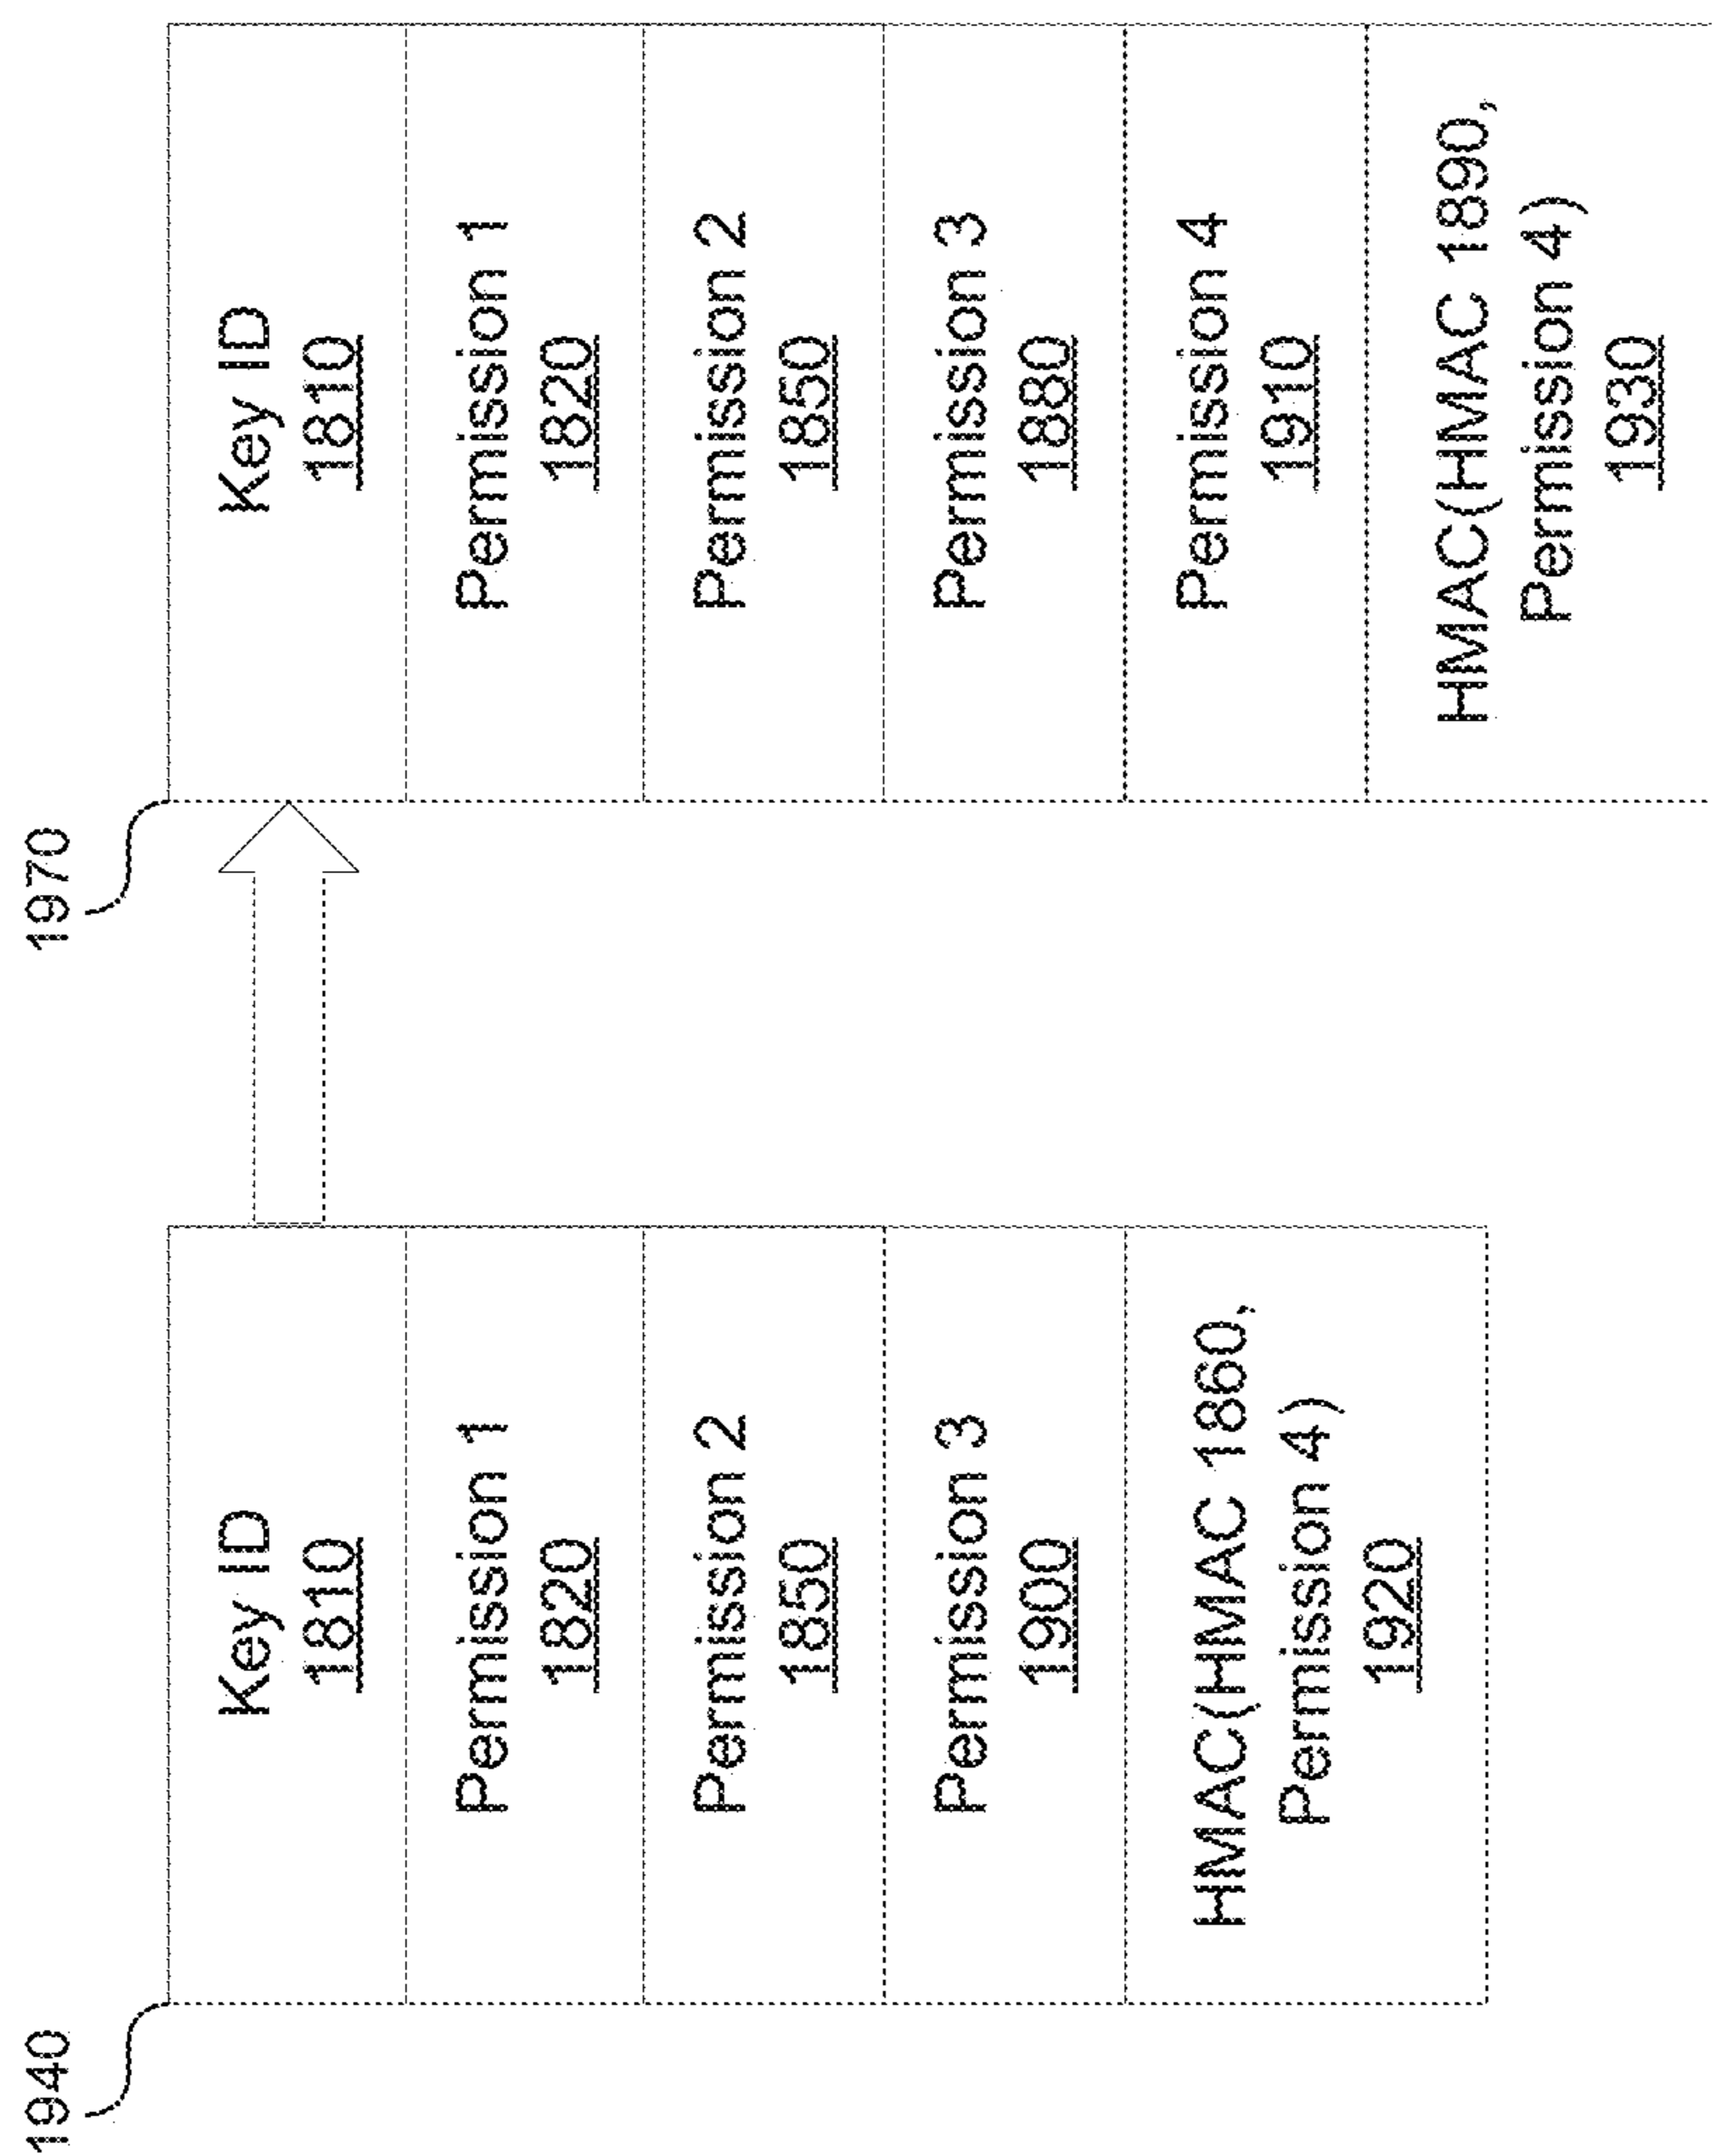 1940
Key ID
1810
Permission 1
1820
Permission 2
1850
Permission 3
1900
HMAC(HMAC 1860,
Permission 4)
1920
1970
Key ID
1810
Permission 1
1820
Permission 2
1850
Permission 3
1880
Permission 4
1910
HMAC(HMAC 1890,
Permission 4)
1930